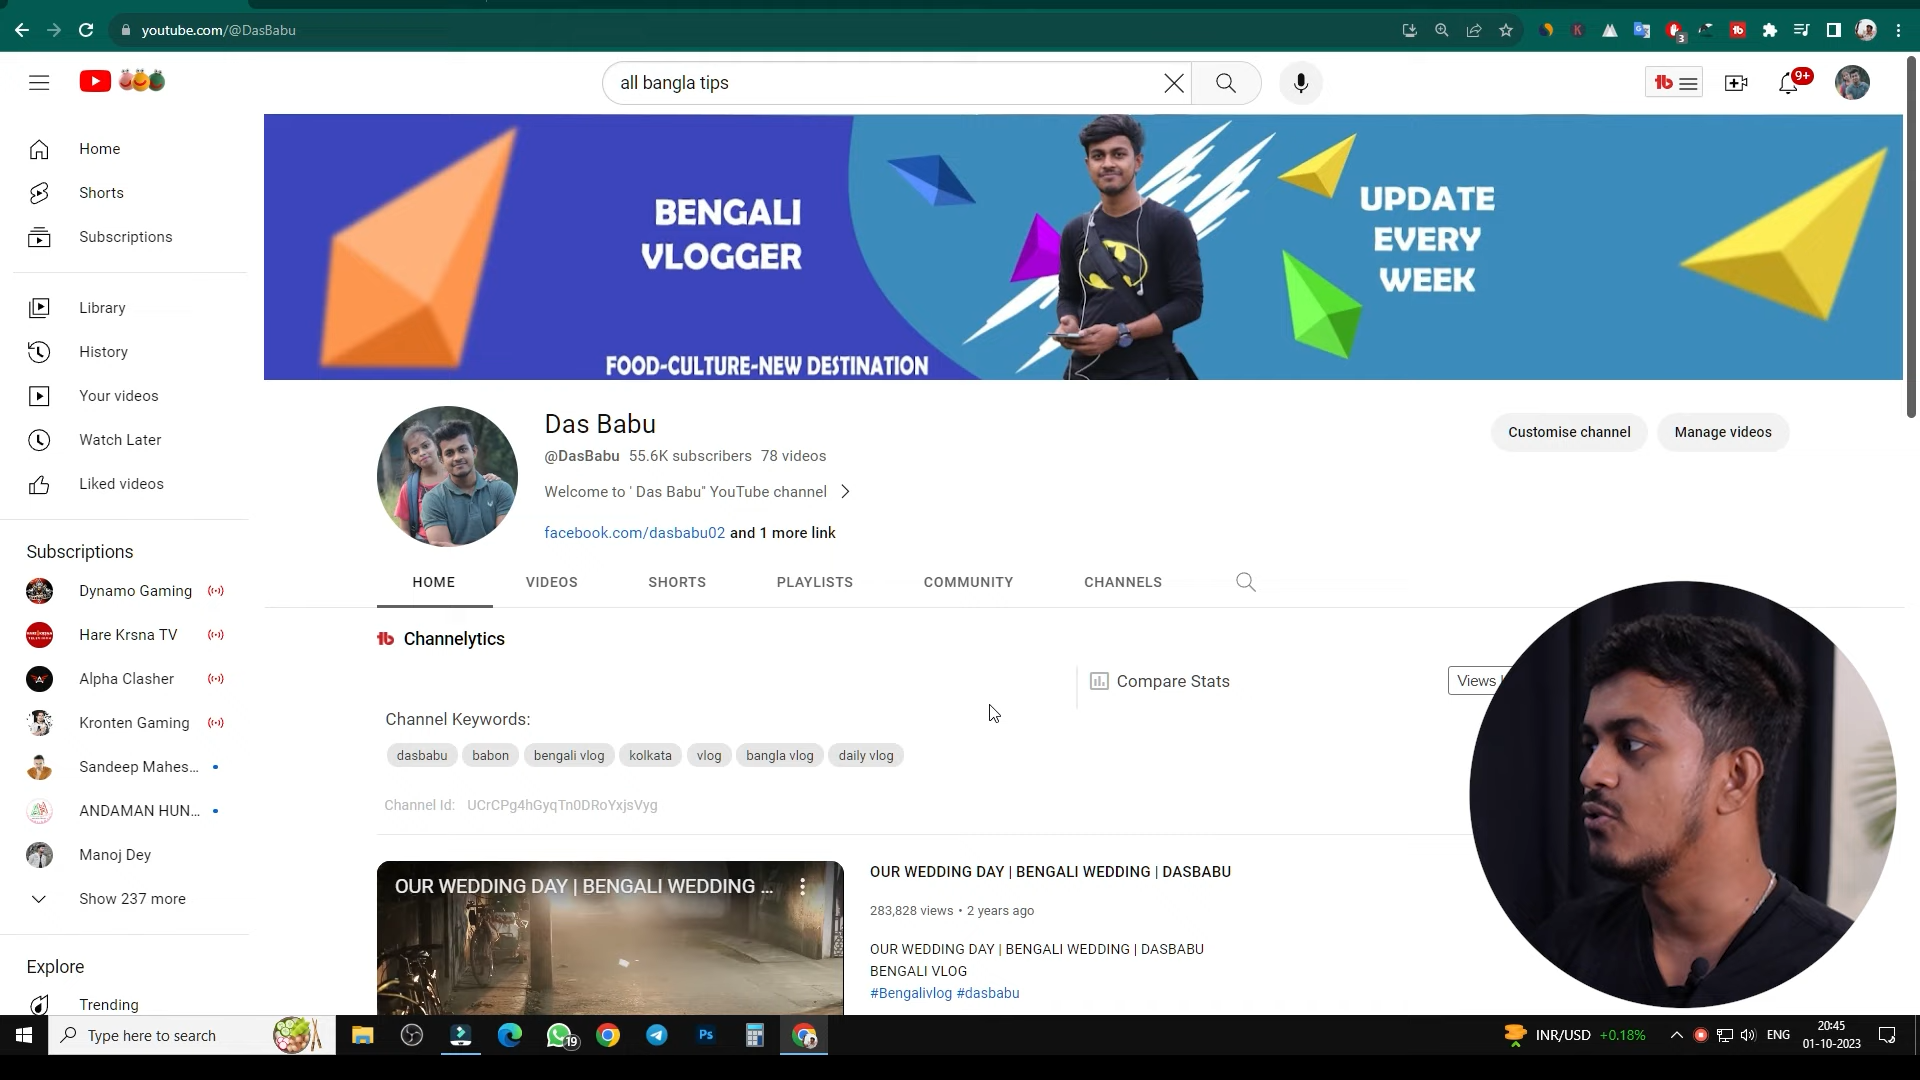 youtube.com/@DasBabu
3
all bangla tips
9+
Home
Shorts
Subscriptions
Library
History
Your videos
Watch Later
Liked videos
Subscriptions
Dynamo Gaming
Hare Krsna TV
Alpha Clasher
Kronten Gaming
Sandeep Mahes...
ANDAMAN HUN...
Manoj Dey
Show 237 more
Explore
Trending
BENGALI
VLOGGER
FOOD-CULTURE-NEW DESTINATION
UPDATE
EVERY
WEEK
Das Babu
@DasBabu 55.6K subscribers 78 videos
Welcome to ' Das Babu" YouTube channel
facebook.com/dasbabu02 and 1 more link
Customise channel
Manage videos
HOME VIDEOS SHORTS PLAYLISTS COMMUNITY CHANNELS
Channelytics
Compare Stats
Views
Channel Keywords:
dasbabu babon bengali vlog kolkata vlog bangla vlog daily vlog
Channel Id: UCrCPg4hGyqTn0DRoYxjsVyg
OUR WEDDING DAY | BENGALI WEDDING ...
OUR WEDDING DAY | BENGALI WEDDING | DASBABU
283,828 views • 2 years ago
OUR WEDDING DAY | BENGALI WEDDING | DASBABU
BENGALI VLOG
#Bengalivlog #dasbabu
Type here to search
19
Ps
INR/USD +0.18%
ENG
20:45
01-10-2023